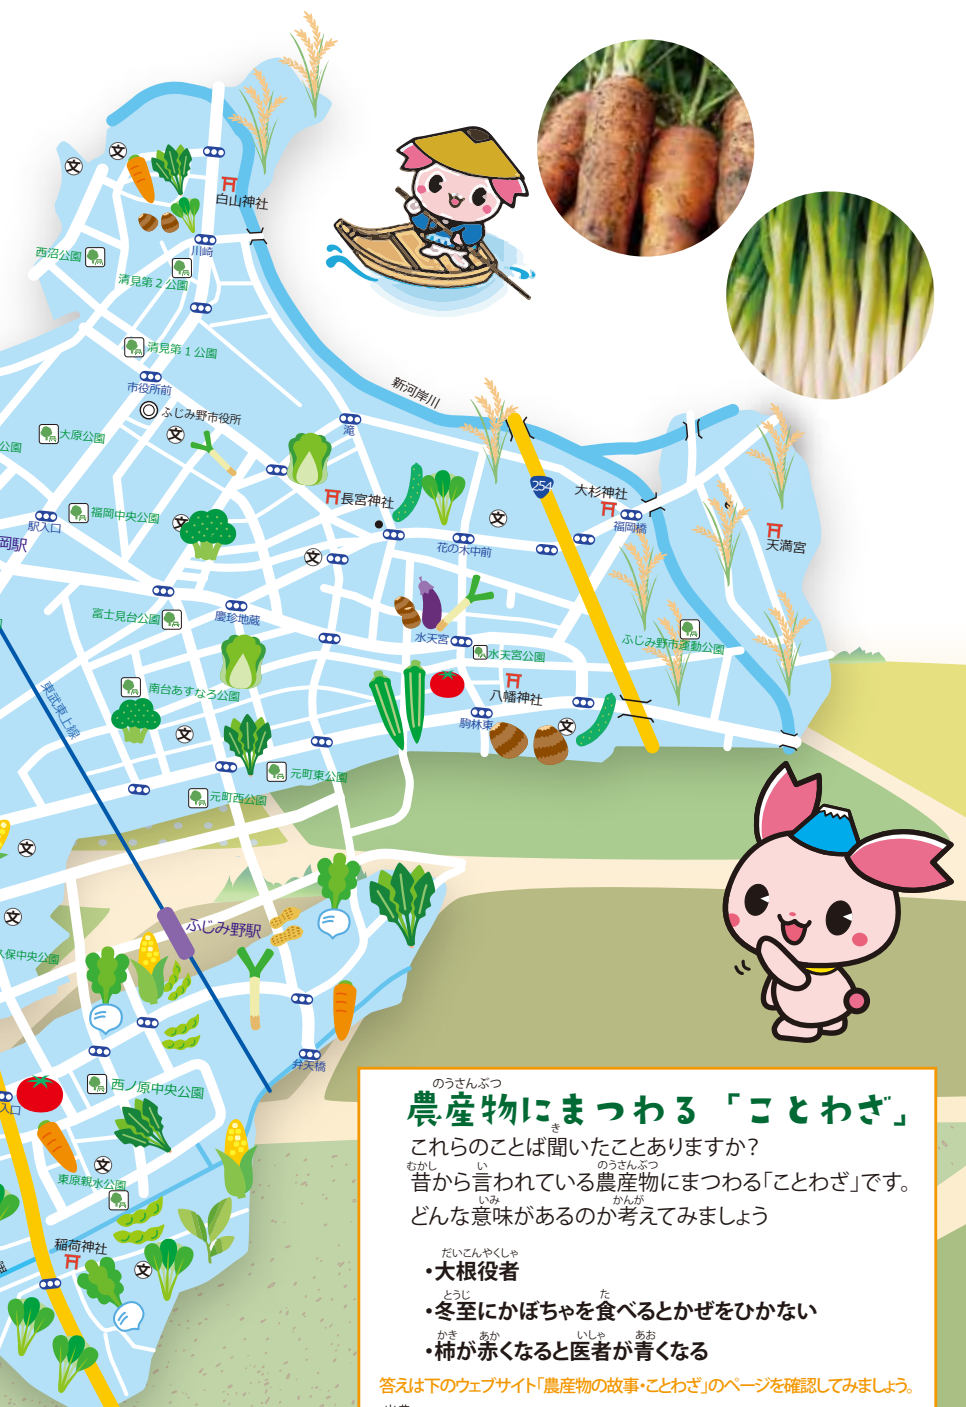 文
文
白山神社
西沼公園
川崎
清見第2公園
清見第1公園
市役所前
ふじみ野市役所
新河岸川
大原公園
文
滝
公園
254
長宮神社
大杉神社
福岡中央公園
文
文
福岡橋
駅入口
岡駅
花の木中前
天満宮
文
富士見台公園
慶珍地蔵
水天宮
水天宮公園
ふじみ野市運動公園
東武東上線
南台あすなろ公園
八幡神社
駒林東
文
文
元町東公園
元町西公園
文
文
ふじみ野駅
久保中央公園
弁天橋
西ノ原中央公園
入口
文
東原親水公園
稲荷神社
文
のうさんぶつ
農産物にまつわる「ことわざ」
き
これらのことば聞いたことありますか？
むかし い のうさんぶつ
昔から言われている農産物にまつわる「ことわざ」です。
いみ かんが
どんな意味があるのか考えてみましょう
だいこんやくしゃ
・大根役者
とうじ た
・冬至にかぼちゃを食べるとかぜをひかない
かき あか いしゃ あお
・柿が赤くなると医者が青くなる
答えは下のウェブサイト「農産物の故事・ことわざ」のページを確認してみましょう。